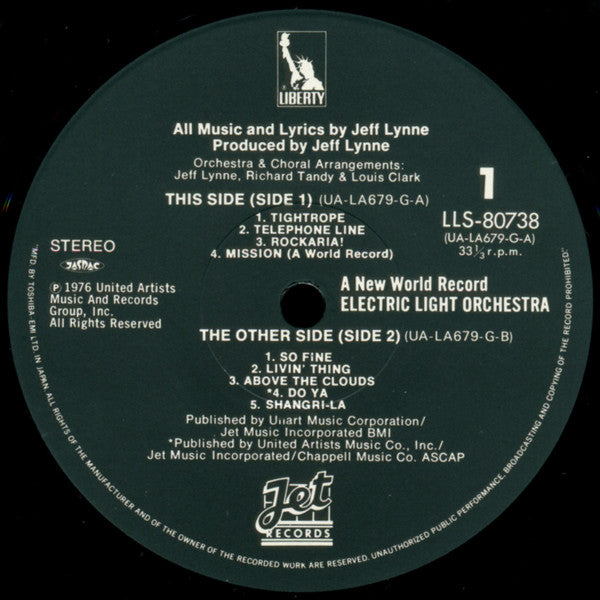 LIBERTY
All Music and Lyrics by Jeff Lynne
Produced by Jeff Lynne
Orchestra & Choral Arrangements:
Jeff Lynne, Richard Tandy & Louis Clark
THIS SIDE (SIDE 1) (UA-LA679-G-A)
1. TIGHTROPE
2. TELEPHONE LINE
3. ROCKARIA!
4. MISSION (A World Record)
1
LLS-80738
(UA-LA679-G-A)
33 1/3 r.p.m.
STEREO
JASRAC
℗ 1976 United Artists
Music And Records
Group, Inc.
All Rights Reserved
A New World Record
ELECTRIC LIGHT ORCHESTRA
THE OTHER SIDE (SIDE 2) (UA-LA679-G-B)
1. SO FINE
2. LIVIN' THING
3. ABOVE THE CLOUDS
*4. DO YA
5. SHANGRI-LA
Published by Unart Music Corporation/
Jet Music Incorporated BMI
*Published by United Artists Music Co., Inc./
Jet Music Incorporated/Chappell Music Co. ASCAP
Jet
RECORDS
"MFD. BY TOSHIBA EMI LTD. IN JAPAN. ALL RIGHTS OF THE MANUFACTURER AND OF THE OWNER OF THE RECORDED WORK ARE RESERVED. UNAUTHORIZED PUBLIC PERFORMANCE, BROADCASTING AND COPYING OF THE RECORD PROHIBITED"